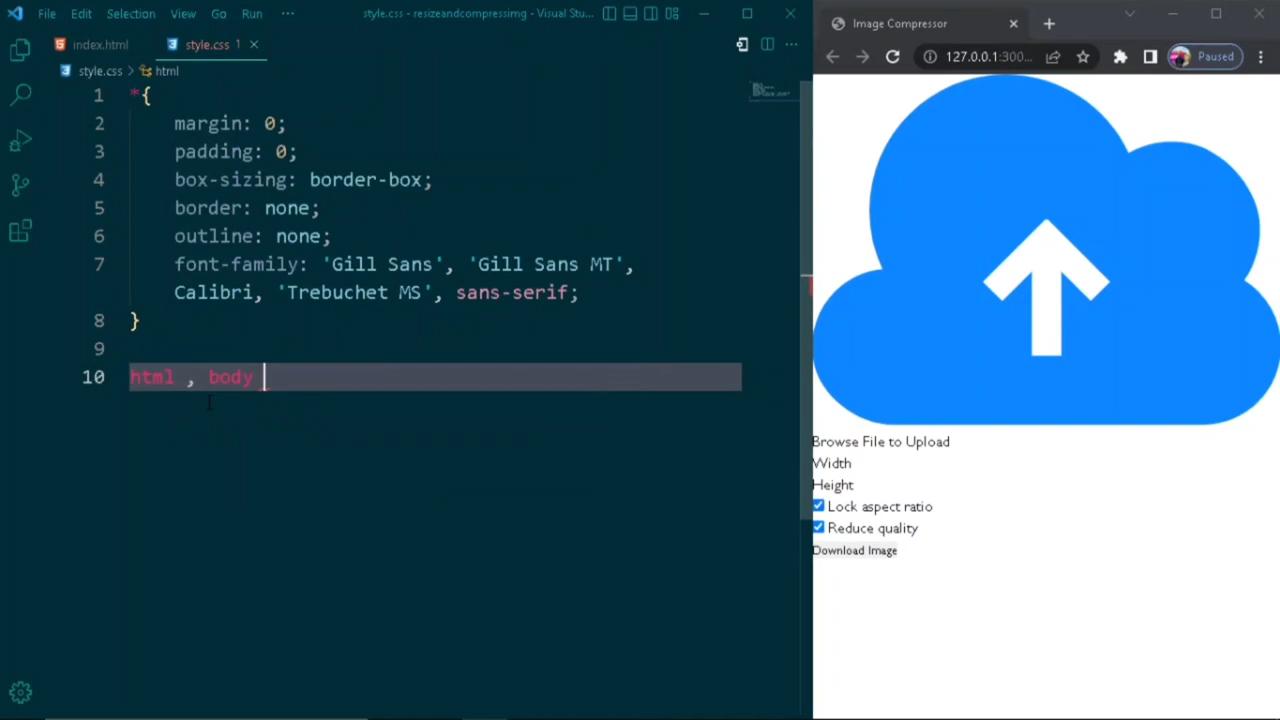 File Edit Selection View Go Run ··· style.css - resizeandcompressimg - Visual Stu...
index.html style.css 1
style.css > html
1 *{
2 margin: 0;
3 padding: 0;
4 box-sizing: border-box;
5 border: none;
6 outline: none;
7 font-family: 'Gill Sans', 'Gill Sans MT',
Calibri, 'Trebuchet MS', sans-serif;
8 }
9
10 html , body
Image Compressor
127.0.0.1:300... Paused
Browse File to Upload
Width
Height
Lock aspect ratio
Reduce quality
Download Image